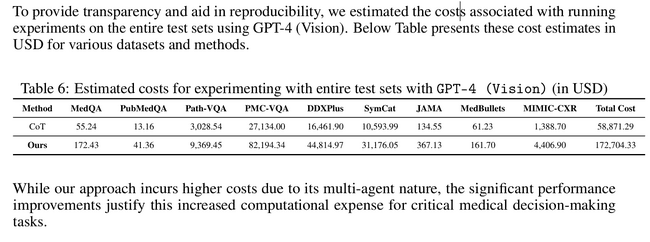 To provide transparency and aid in reproducibility, we estimated the costs associated with running
experiments on the entire test sets using GPT-4 (Vision). Below Table presents these cost estimates in
USD for various datasets and methods.
Table 6: Estimated costs for experimenting with entire test sets with GPT-4 (Vision) (in USD)
Method MedQA PubMedQA Path-VQA PMC-VQA DDXPlus SymCat JAMA MedBullets MIMIC-CXR Total Cost
CoT 55.24 13.16 3,028.54 27,134.00 16,461.90 10,593.99 134.55 61.23 1,388.70 58,871.29
Ours 172.43 41.36 9,369.45 82,194.34 44,814.97 31,176.05 367.13 161.70 4,406.90 172,704.33
While our approach incurs higher costs due to its multi-agent nature, the significant performance
improvements justify this increased computational expense for critical medical decision-making
tasks.